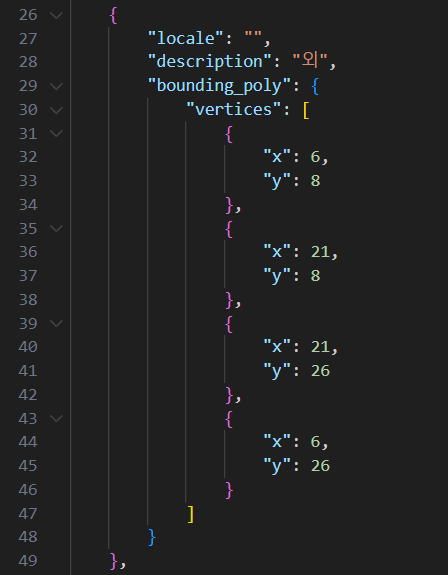 26 {
27 "locale": "",
28 "description": "외",
29 "bounding_poly": {
30 "vertices": [
31 {
32 "x": 6,
33 "y": 8
34 },
35 {
36 "x": 21,
37 "y": 8
38 },
39 {
40 "x": 21,
41 "y": 26
42 },
43 {
44 "x": 6,
45 "y": 26
46 }
47 ]
48 }
49 },